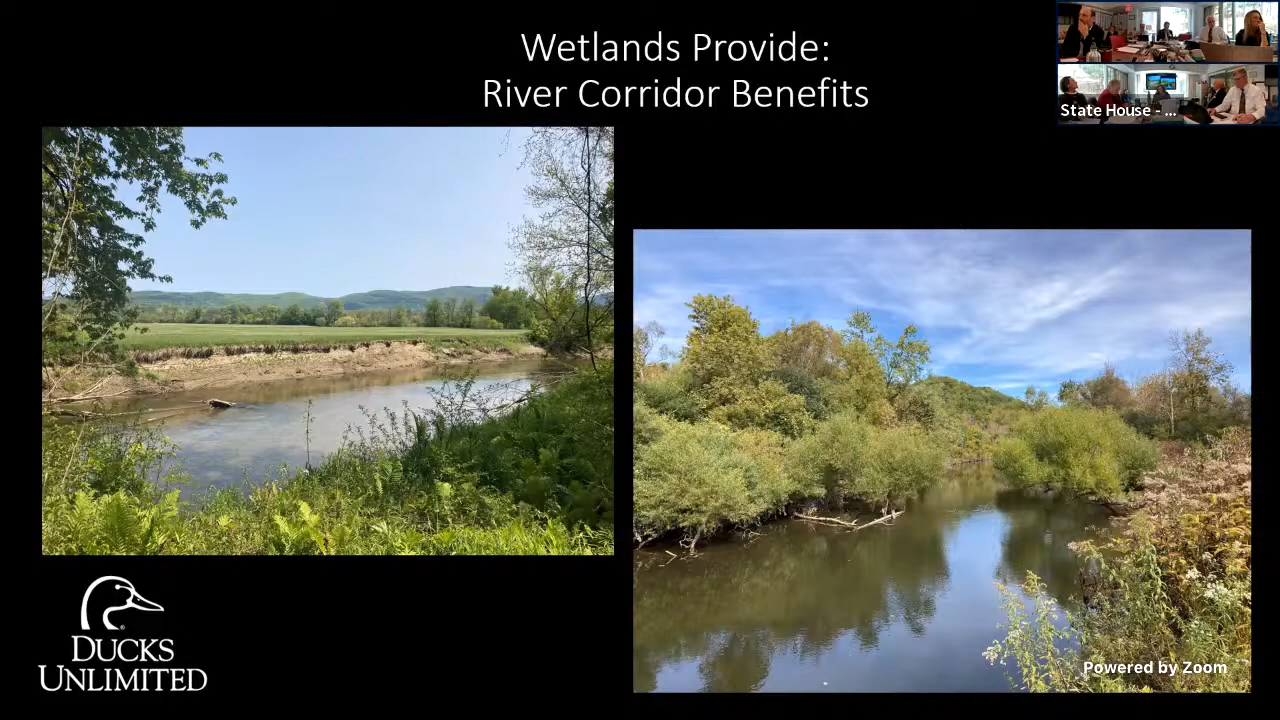 Wetlands Provide:
River Corridor Benefits
State House - ...
DUCKS
UNLIMITED
Powered by Zoom